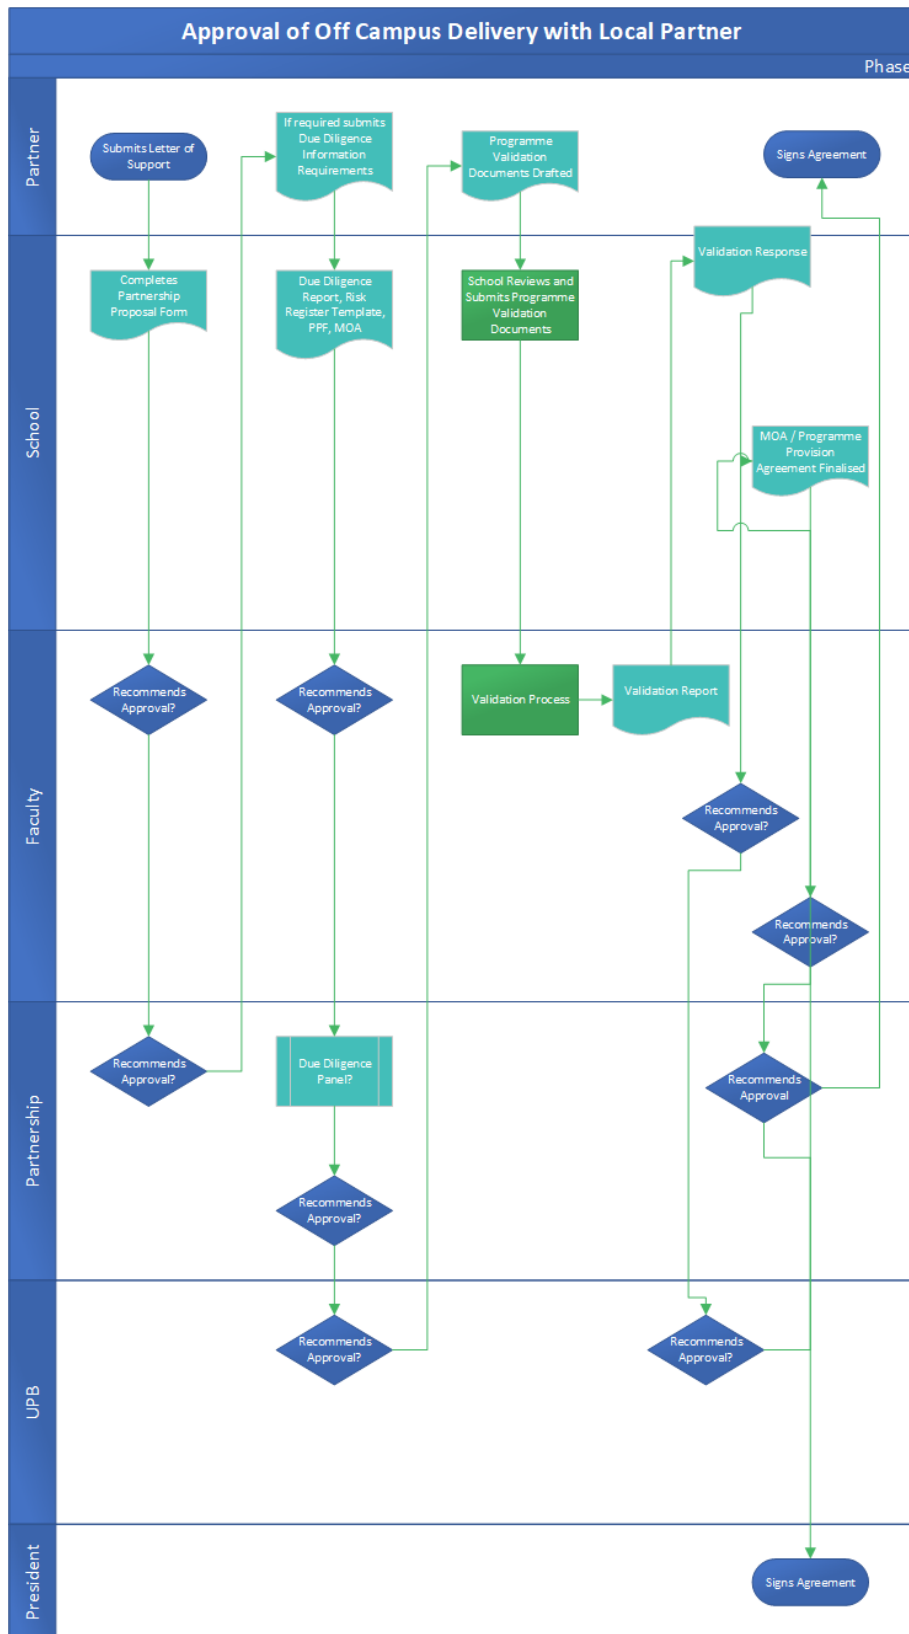 Approval of Off Campus Delivery with Local Partner
Phase
Partner
Submits Letter of
Support
If required submits
Due Diligence
Information
Requirements
Programme
Validation
Documents Drafted
Signs Agreement
School
Completes
Partnership
Proposal Form
Due Diligence
Report, Risk
Register Template,
PPF, MOA
School Reviews and
Submits Programme
Validation
Documents
Validation Response
MOA / Programme
Provision
Agreement Finalised
Faculty
Recommends
Approval?
Recommends
Approval?
Validation Process
Validation Report
Recommends
Approval?
Recommends
Approval?
Partnership
Recommends
Approval?
Due Diligence
Panel?
Recommends
Approval
Recommends
Approval?
UPB
Recommends
Approval?
Recommends
Approval?
President
Signs Agreement